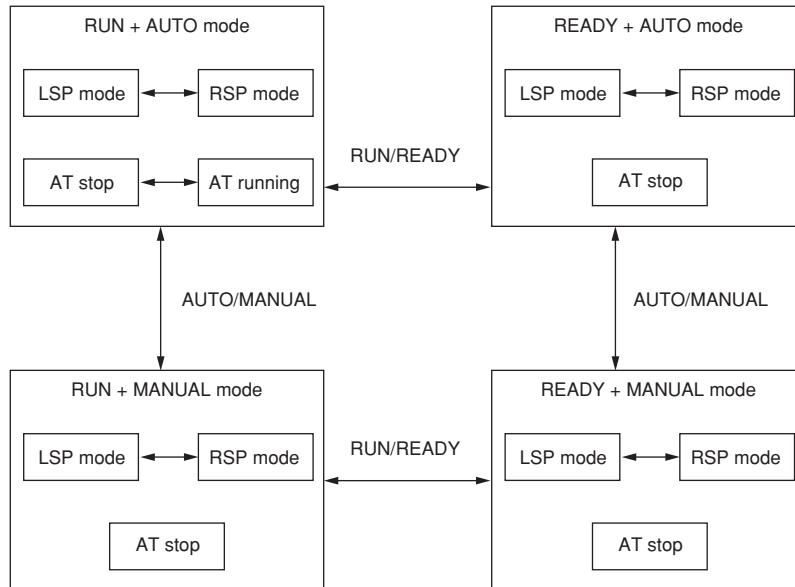 RUN + AUTO mode
LSP mode
RSP mode
AT stop
AT running
RUN/READY
READY + AUTO mode
LSP mode
RSP mode
AT stop
AUTO/MANUAL
AUTO/MANUAL
RUN + MANUAL mode
LSP mode
RSP mode
AT stop
RUN/READY
READY + MANUAL mode
LSP mode
RSP mode
AT stop